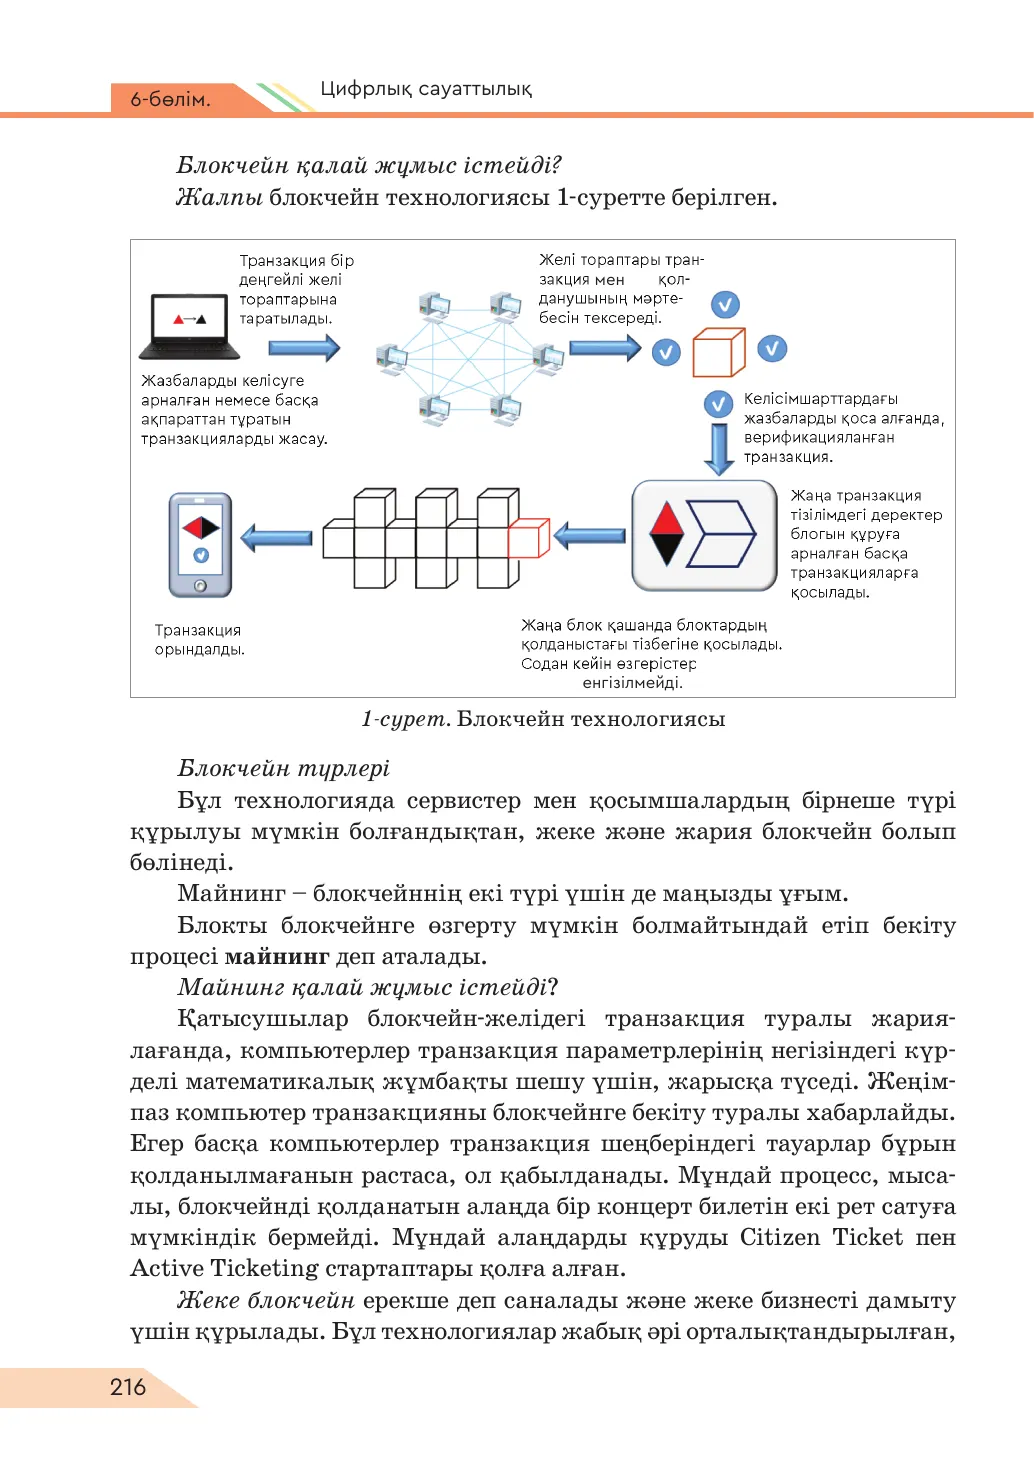 6-бөлім.
Цифрлық сауаттылық
Блокчейн қалай жұмыс істейді?
Жалпы блокчейн технологиясы 1-суретте берілген.
Транзакция бір
деңгейлі желі
тораптарына
таратылады.
Желі тораптары тран-
закция мен қол-
данушының мәрте-
бесін тексереді.
Жазбаларды келісуге
арналған немесе басқа
ақпараттан тұратын
транзакцияларды жасау.
Келісімшарттардағы
жазбаларды қоса алғанда,
верификацияланған
транзакция.
Жаңа транзакция
тізілімдегі деректер
блогын құруға
арналған басқа
транзакцияларға
қосылады.
Жаңа блок қашанда блоктардың
қолданыстағы тізбегіне қосылады.
Содан кейін өзгерістер
енгізілмейді.
Транзакция
орындалды.
1-сурет. Блокчейн технологиясы
Блокчейн түрлері
Бұл технологияда сервистер мен қосымшалардың бірнеше түрі
құрылуы мүмкін болғандықтан, жеке және жария блокчейн болып
бөлінеді.
Майнинг – блокчейннің екі түрі үшін де маңызды ұғым.
Блокты блокчейнге өзгерту мүмкін болмайтындай етіп бекіту
процесі майнинг деп аталады.
Майнинг қалай жұмыс істейді?
Қатысушылар блокчейн-желідегі транзакция туралы жария-
лағанда, компьютерлер транзакция параметрлерінің негізіндегі күр-
делі математикалық жұмбақты шешу үшін, жарысқа түседі. Жеңім-
паз компьютер транзакцияны блокчейнге бекіту туралы хабарлайды.
Егер басқа компьютерлер транзакция шеңберіндегі тауарлар бұрын
қолданылмағанын растаса, ол қабылданады. Мұндай процесс, мыса-
лы, блокчейнді қолданатын алаңда бір концерт билетін екі рет сатуға
мүмкіндік бермейді. Мұндай алаңдарды құруды Citizen Ticket пен
Active Ticketing стартаптары қолға алған.
Жеке блокчейн ерекше деп саналады және жеке бизнесті дамыту
үшін құрылады. Бұл технологиялар жабық әрі орталықтандырылған,
216